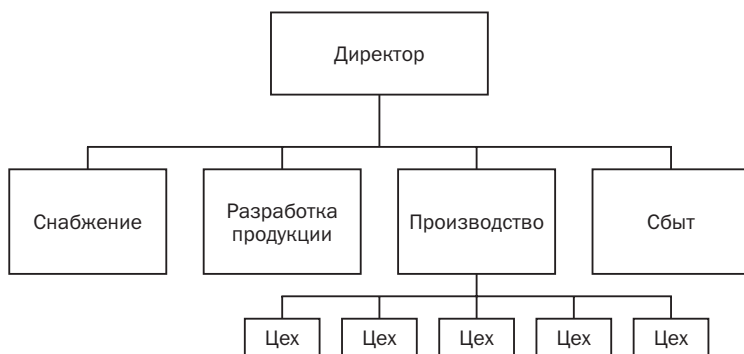 Директор
Снабжение
Разработка
продукции
Производство
Сбыт
Цех
Цех
Цех
Цех
Цех